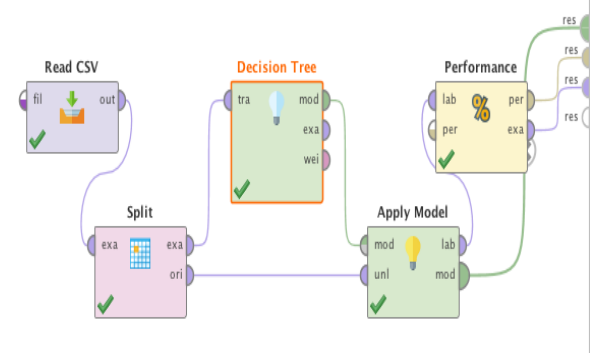 Read CSV
fil
out
Decision Tree
tra
mod
exa
wei
Performance
lab
per
%
per
exa
res
res
res
res
Split
exa
exa
ori
Apply Model
mod
lab
unl
mod